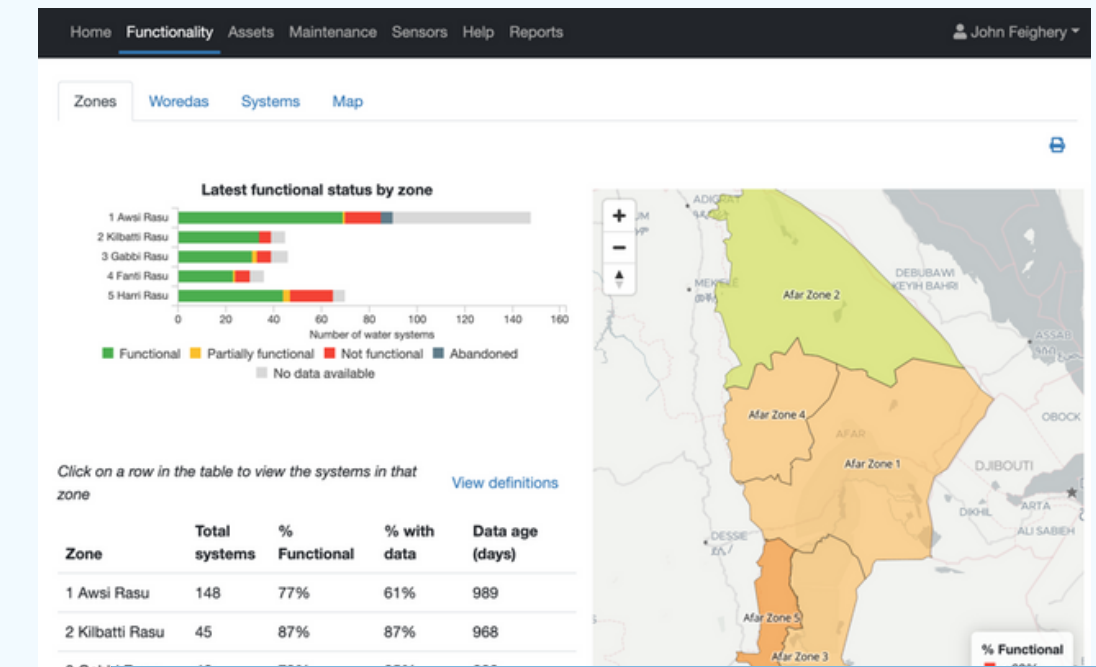 Home Functionality Assets Maintenance Sensors Help Reports
John Feighery
Zones Woredas Systems Map
Latest functional status by zone
1 Awsi Rasu
2 Kilbatti Rasu
3 Gabbi Rasu
4 Fanti Rasu
5 Harri Rasu
0 20 40 60 80 100 120 140 160
Number of water systems
Functional Partially functional Not functional Abandoned
No data available
Click on a row in the table to view the systems in that
zone
View definitions
Total % % with Data age
Zone systems Functional data (days)
1 Awsi Rasu 148 77% 61% 989
2 Kilbatti Rasu 45 87% 87% 968
+
−
ADIGRAT
Afar Zone 2
DEBUBAWI
KEYIH BAHRI
ASSAB
Afar Zone 4
OBOCK
AFAR
Afar Zone 1
DJIBOUTI
DIKHIL
ARTA
ALI SABIEH
DESSIE
Afar Zone 5
Afar Zone 3
% Functional